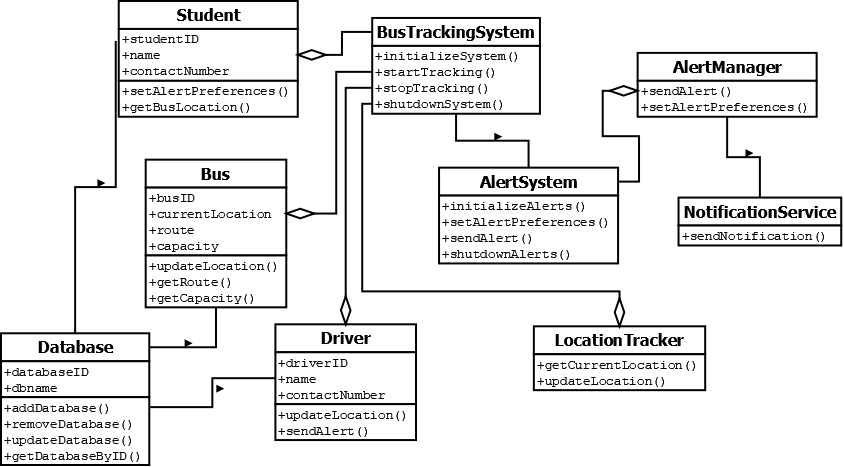 Student
+studentID
+name
+contactNumber
+setAlertPreferences()
+getBusLocation()
BusTrackingSystem
+initializeSystem()
+startTracking()
+stopTracking()
+shutdownSystem()
AlertManager
+sendAlert()
+setAlertPreferences()
Bus
+busID
+currentLocation
+route
+capacity
+updateLocation()
+getRoute()
+getCapacity()
AlertSystem
+initializeAlerts()
+setAlertPreferences()
+sendAlert()
+shutdownAlerts()
NotificationService
+sendNotification()
Database
+databaseID
+dbname
+addDatabase()
+removeDatabase()
+updateDatabase()
+getDatabaseByID()
Driver
+driverID
+name
+contactNumber
+updateLocation()
+sendAlert()
LocationTracker
+getCurrentLocation()
+updateLocation()